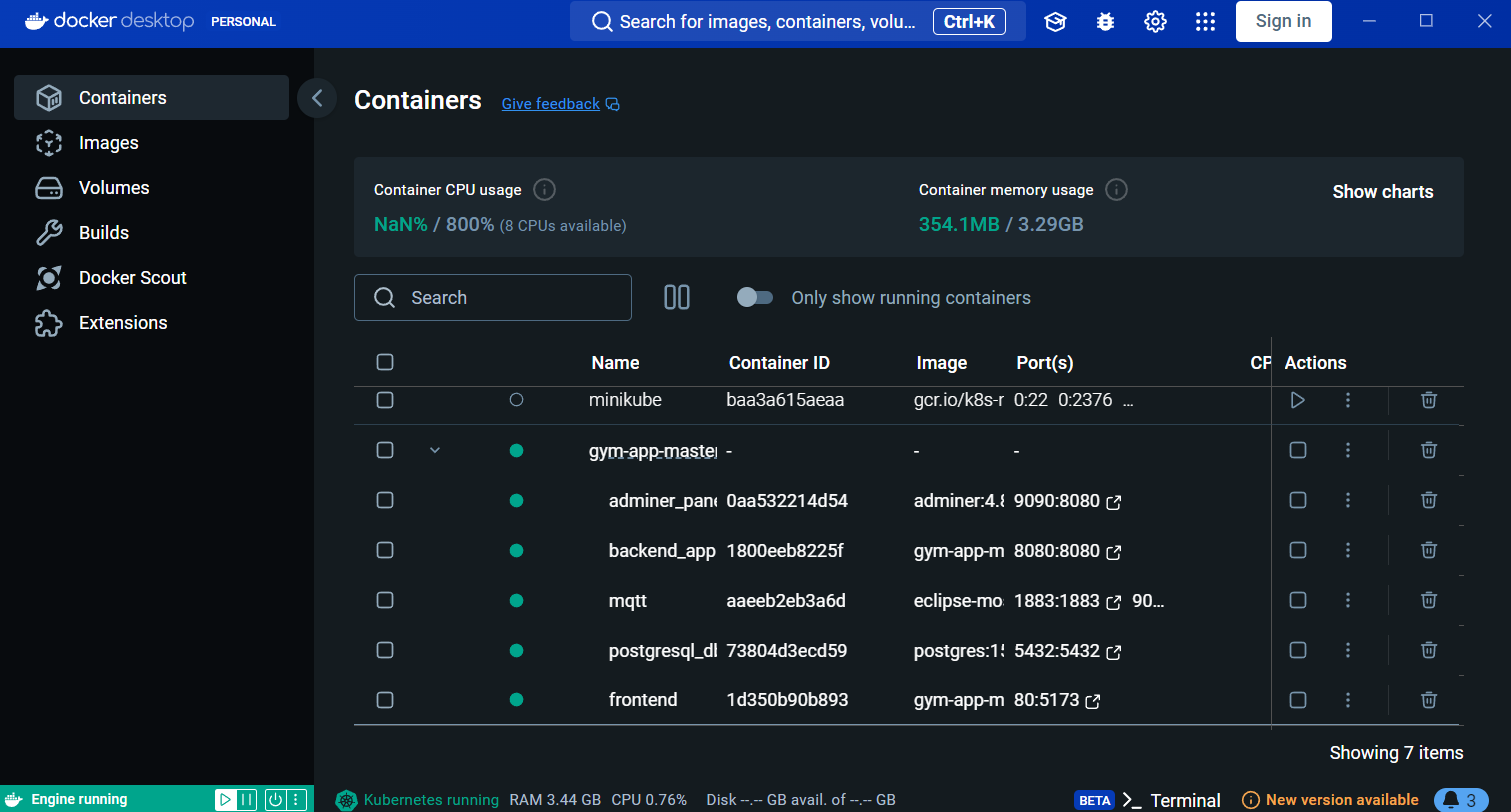 docker desktop PERSONAL Search for images, containers, volu... Ctrl+K Sign in
Containers
Images
Volumes
Builds
Docker Scout
Extensions
Containers Give feedback
Container CPU usage Container memory usage Show charts
NaN% / 800% (8 CPUs available) 354.1MB / 3.29GB
Search Only show running containers
Name Container ID Image Port(s) CP Actions
minikube baa3a615aeaa gcr.io/k8s-r 0:22 0:2376 ...
gym-app-master - - -
adminer_pane 0aa532214d54 adminer:4.8 9090:8080
backend_app 1800eeb8225f gym-app-m 8080:8080
mqtt aaeeb2eb3a6d eclipse-mo 1883:1883 90...
postgresql_db 73804d3ecd59 postgres:15 5432:5432
frontend 1d350b90b893 gym-app-m 80:5173
Showing 7 items
Engine running Kubernetes running RAM 3.44 GB CPU 0.76% Disk --.-- GB avail. of --.-- GB BETA Terminal New version available 3